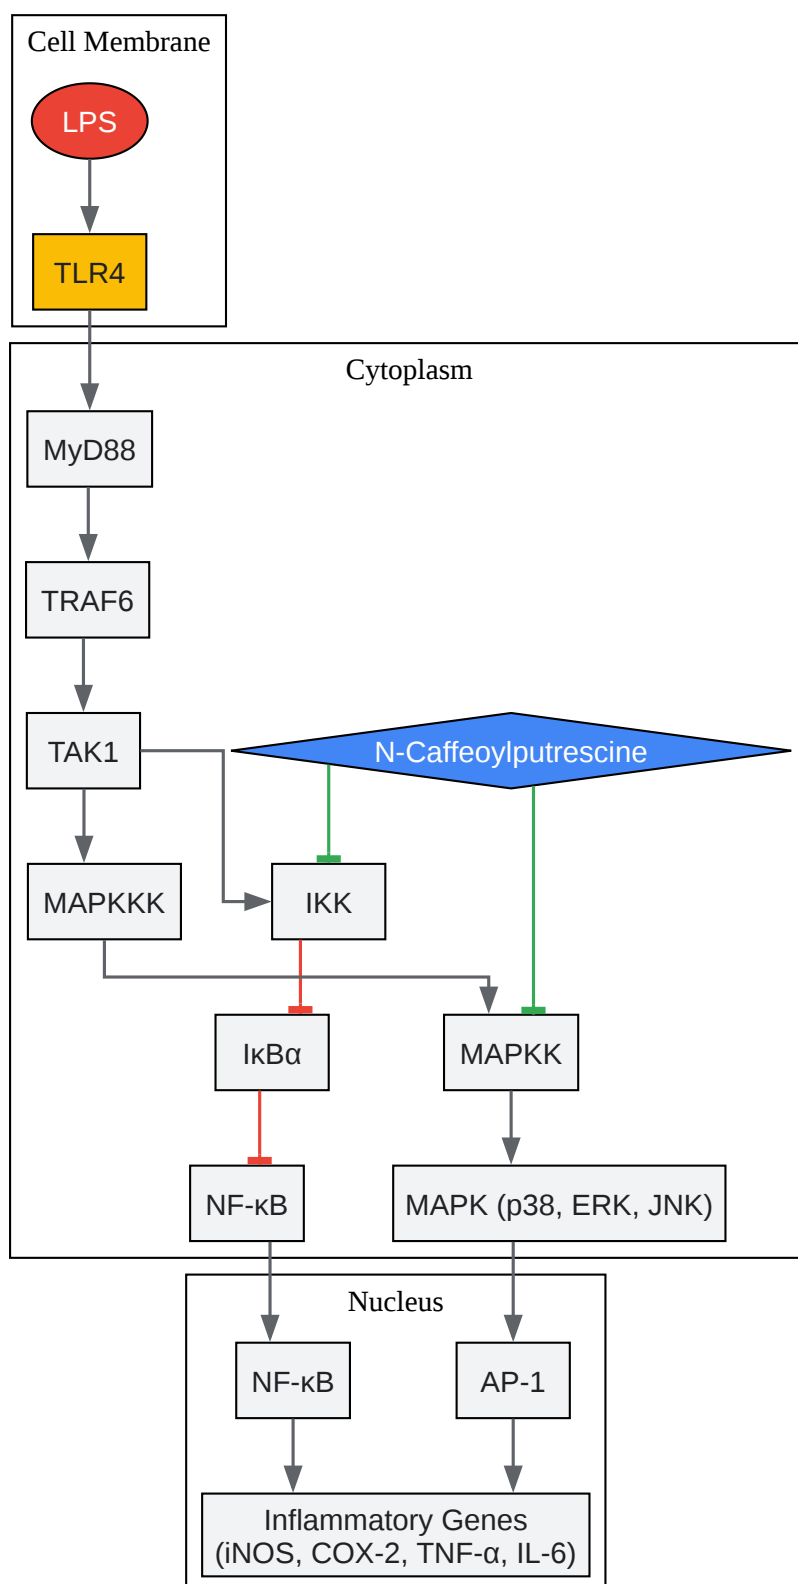 Cell Membrane
LPS
TLR4
Cytoplasm
MyD88
TRAF6
TAK1
N-Caffeoylputrescine
MAPKKK
IKK
IκBα
MAPKK
NF-κB
MAPK (p38, ERK, JNK)
Nucleus
NF-κB
AP-1
Inflammatory Genes
(iNOS, COX-2, TNF-α, IL-6)